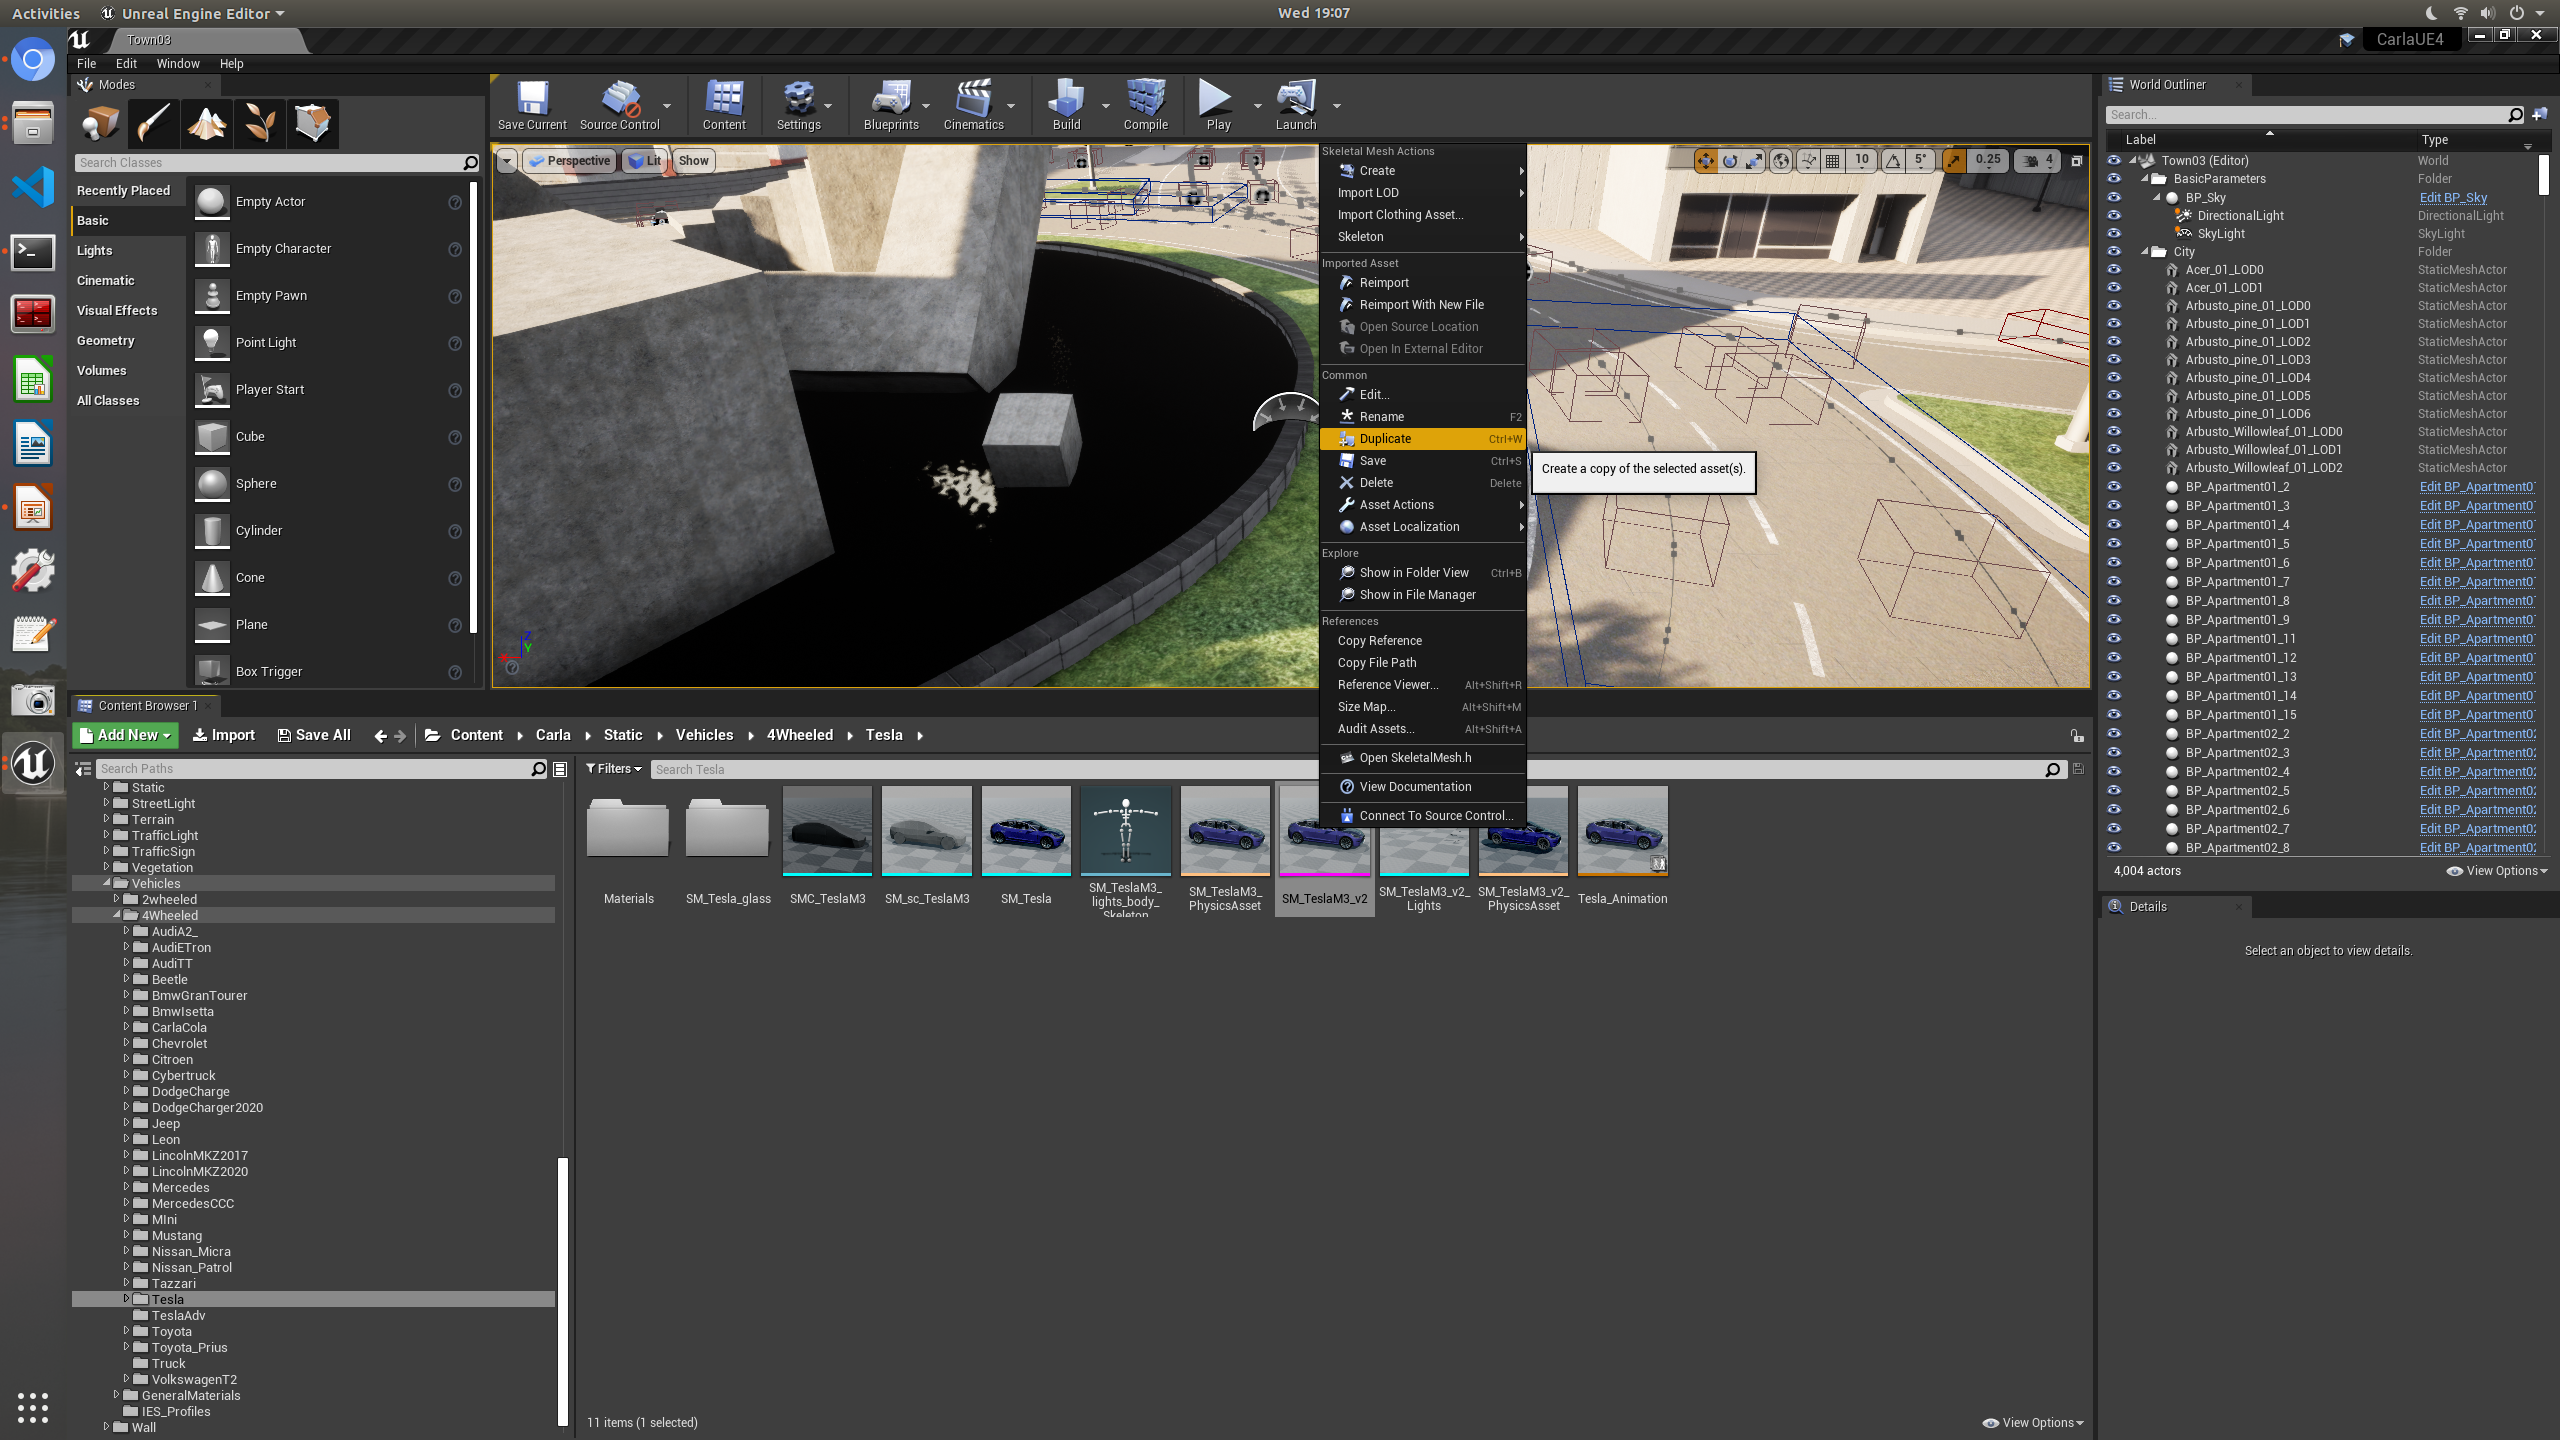 Activities
Unreal Engine Editor
Wed 19:07
Town03
CarlaUE4
File Edit Window Help
Modes
Search Classes
Recently Placed
Basic
Lights
Cinematic
Visual Effects
Geometry
Volumes
All Classes
Empty Actor
Empty Character
Empty Pawn
Point Light
Player Start
Cube
Sphere
Cylinder
Cone
Plane
Box Trigger
Save Current
Source Control
Content
Settings
Blueprints
Cinematics
Build
Compile
Play
Launch
Perspective Lit Show
10 5° 0.25 4
Z
Y
X
Skeletal Mesh Actions
Create
Import LOD
Import Clothing Asset...
Skeleton
Imported Asset
Reimport
Reimport With New File
Open Source Location
Open In External Editor
Common
Edit...
Rename F2
Duplicate Ctrl+W
Save Ctrl+S
Delete Delete
Asset Actions
Asset Localization
Explore
Show in Folder View Ctrl+B
Show in File Manager
References
Copy Reference
Copy File Path
Reference Viewer... Alt+Shift+R
Size Map... Alt+Shift+M
Audit Assets... Alt+Shift+A
Open SkeletalMesh.h
View Documentation
Connect To Source Control...
Create a copy of the selected asset(s).
World Outliner
Search...
Label Type
Town03 (Editor) World
BasicParameters Folder
BP_Sky Edit BP_Sky
DirectionalLight DirectionalLight
SkyLight SkyLight
City Folder
Acer_01_LOD0 StaticMeshActor
Acer_01_LOD1 StaticMeshActor
Arbusto_pine_01_LOD0 StaticMeshActor
Arbusto_pine_01_LOD1 StaticMeshActor
Arbusto_pine_01_LOD2 StaticMeshActor
Arbusto_pine_01_LOD3 StaticMeshActor
Arbusto_pine_01_LOD4 StaticMeshActor
Arbusto_pine_01_LOD5 StaticMeshActor
Arbusto_pine_01_LOD6 StaticMeshActor
Arbusto_Willowleaf_01_LOD0 StaticMeshActor
Arbusto_Willowleaf_01_LOD1 StaticMeshActor
Arbusto_Willowleaf_01_LOD2 StaticMeshActor
BP_Apartment01_2 Edit BP_Apartment0
BP_Apartment01_3 Edit BP_Apartment0
BP_Apartment01_4 Edit BP_Apartment0
BP_Apartment01_5 Edit BP_Apartment0
BP_Apartment01_6 Edit BP_Apartment0
BP_Apartment01_7 Edit BP_Apartment0
BP_Apartment01_8 Edit BP_Apartment0
BP_Apartment01_9 Edit BP_Apartment0
BP_Apartment01_11 Edit BP_Apartment0
BP_Apartment01_12 Edit BP_Apartment0
BP_Apartment01_13 Edit BP_Apartment0
BP_Apartment01_14 Edit BP_Apartment0
BP_Apartment01_15 Edit BP_Apartment0
BP_Apartment02_2 Edit BP_Apartment02
BP_Apartment02_3 Edit BP_Apartment02
BP_Apartment02_4 Edit BP_Apartment02
BP_Apartment02_5 Edit BP_Apartment02
BP_Apartment02_6 Edit BP_Apartment02
BP_Apartment02_7 Edit BP_Apartment02
BP_Apartment02_8 Edit BP_Apartment02
4,004 actors
View Options
Details
Select an object to view details.
Content Browser 1
Add New Import Save All Content Carla Static Vehicles 4Wheeled Tesla
Search Paths
Static
StreetLight
Terrain
TrafficLight
TrafficSign
Vegetation
Vehicles
2wheeled
4Wheeled
AudiA2_
AudiETron
AudiTT
Beetle
BmwGranTourer
BmwIsetta
CarlaCola
Chevrolet
Citroen
Cybertruck
DodgeCharge
DodgeCharger2020
Jeep
Leon
LincolnMKZ2017
LincolnMKZ2020
Mercedes
MercedesCCC
MIni
Mustang
Nissan_Micra
Nissan_Patrol
Tazzari
Tesla
TeslaAdv
Toyota
Toyota_Prius
Truck
VolkswagenT2
GeneralMaterials
IES_Profiles
Wall
Filters
Search Tesla
Materials
SM_Tesla_glass
SMC_TeslaM3
SM_sc_TeslaM3
SM_Tesla
SM_TeslaM3_
lights_body_
Skeleton
SM_TeslaM3_
PhysicsAsset
SM_TeslaM3_v2
SM_TeslaM3_v2_
Lights
SM_TeslaM3_v2_
PhysicsAsset
Tesla_Animation
11 items (1 selected)
View Options